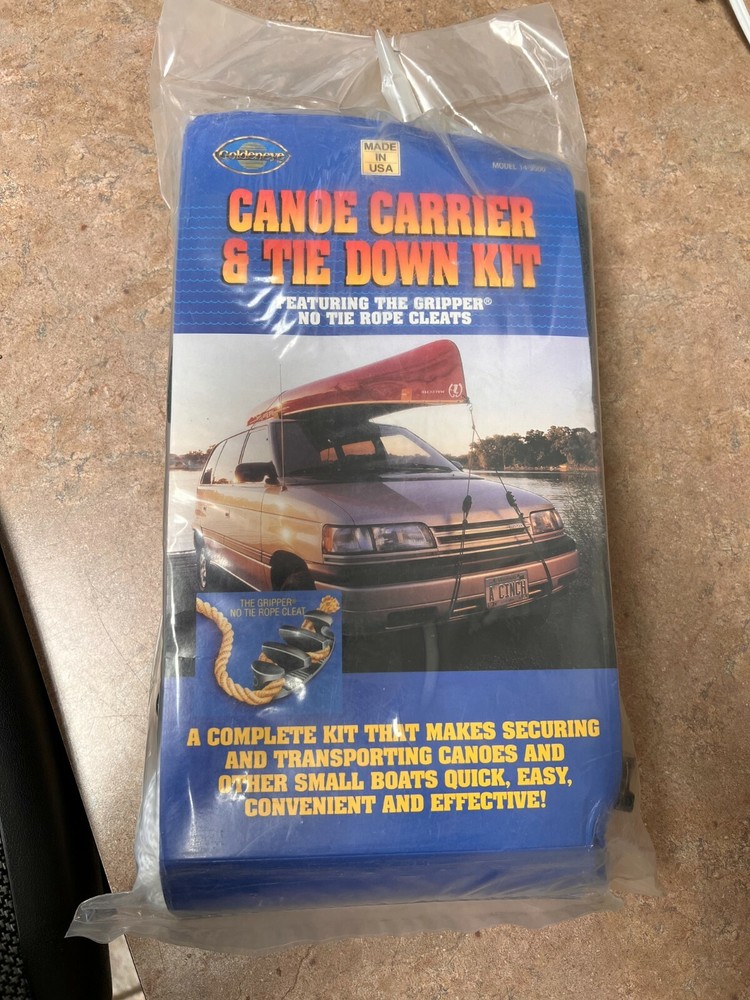 Goldeneye
MADE
IN
USA
CANOE CARRIER
& TIE DOWN KIT
FEATURING THE GRIPPER®
NO TIE ROPE CLEATS
A CINCH
THE GRIPPER®
NO TIE ROPE CLEAT
A COMPLETE KIT THAT MAKES SECURING
AND TRANSPORTING CANOES AND
OTHER SMALL BOATS QUICK, EASY,
CONVENIENT AND EFFECTIVE!